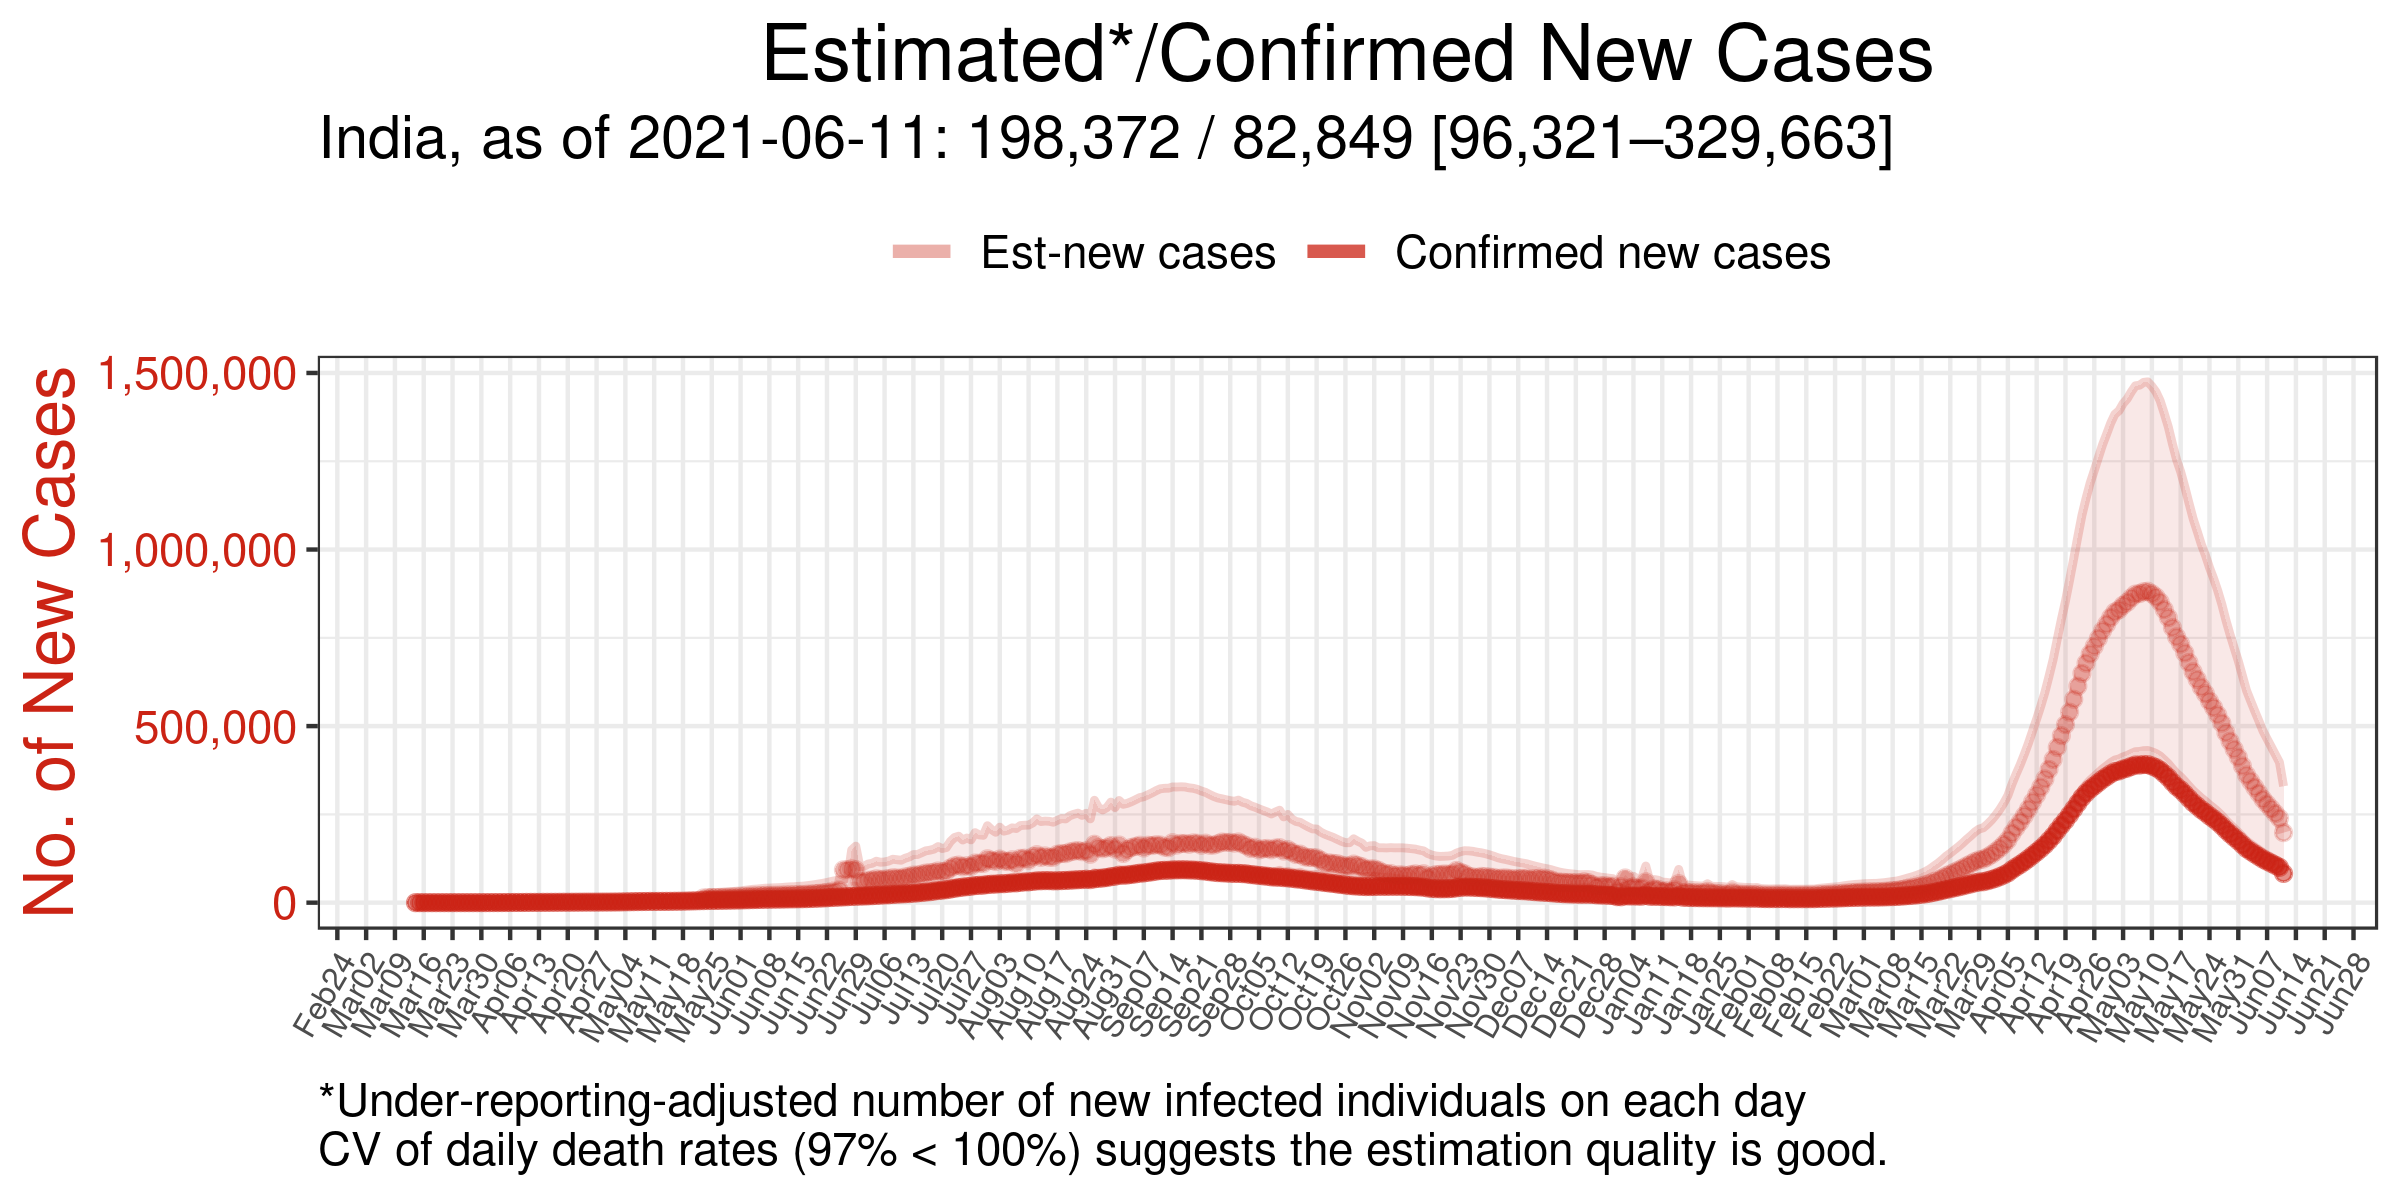 Estimated*/Confirmed New Cases
India, as of 2021-06-11: 198,372 / 82,849 [96,321–329,663]
Est-new cases
Confirmed new cases
No. of New Cases
1,500,000
1,000,000
500,000
0
Feb24
Mar02
Mar09
Mar16
Mar23
Mar30
Apr06
Apr13
Apr20
Apr27
May04
May11
May18
May25
Jun01
Jun08
Jun15
Jun22
Jun29
Jul06
Jul13
Jul20
Jul27
Aug03
Aug10
Aug17
Aug24
Aug31
Sep07
Sep14
Sep21
Sep28
Oct05
Oct12
Oct19
Oct26
Nov02
Nov09
Nov16
Nov23
Nov30
Dec07
Dec14
Dec21
Dec28
Jan04
Jan11
Jan18
Jan25
Feb01
Feb08
Feb15
Feb22
Mar01
Mar08
Mar15
Mar22
Mar29
Apr05
Apr12
Apr19
Apr26
May03
May10
May17
May24
May31
Jun07
Jun14
Jun21
Jun28
*Under-reporting-adjusted number of new infected individuals on each day
CV of daily death rates (97% < 100%) suggests the estimation quality is good.